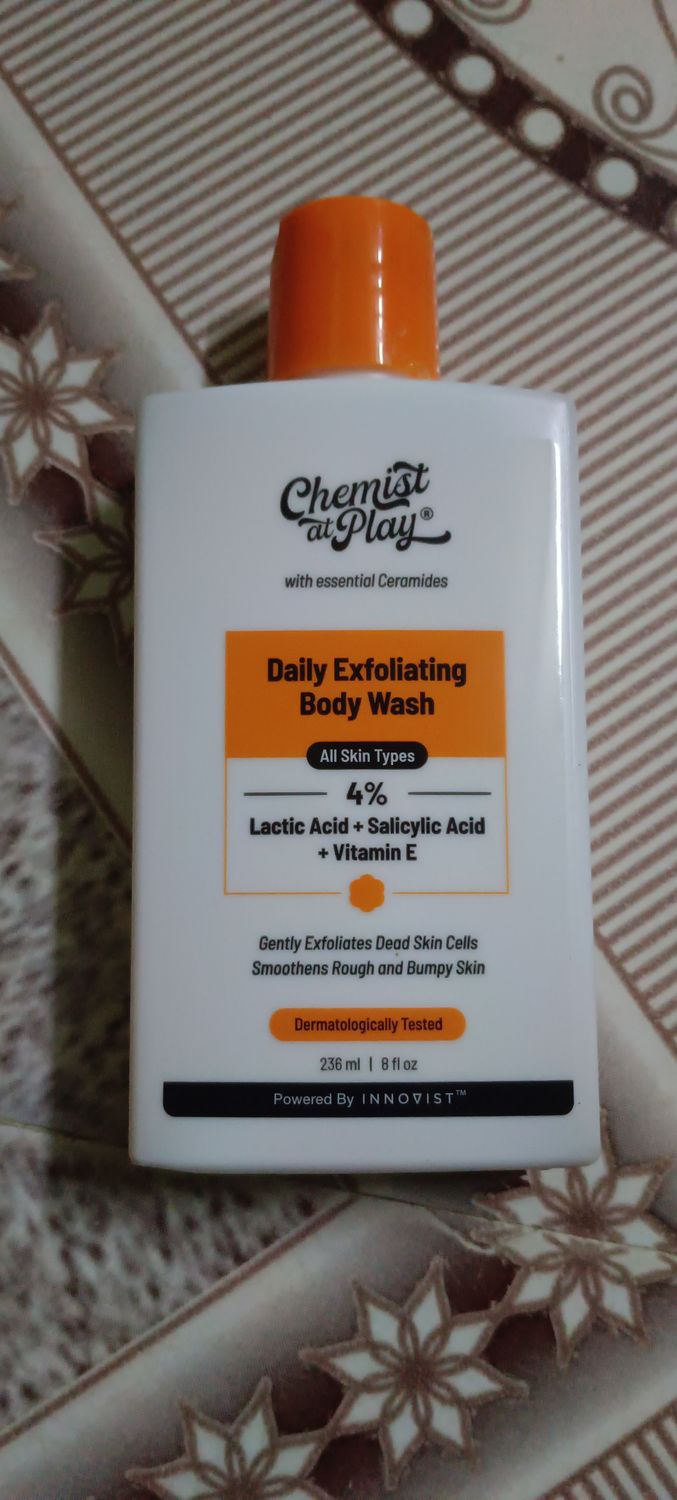 Chemist
at Play®
with essential Ceramides
Daily Exfoliating
Body Wash
All Skin Types
4%
Lactic Acid + Salicylic Acid
+ Vitamin E
Gently Exfoliates Dead Skin Cells
Smoothens Rough and Bumpy Skin
Dermatologically Tested
236 ml | 8 fl oz
Powered By INNOVIST™